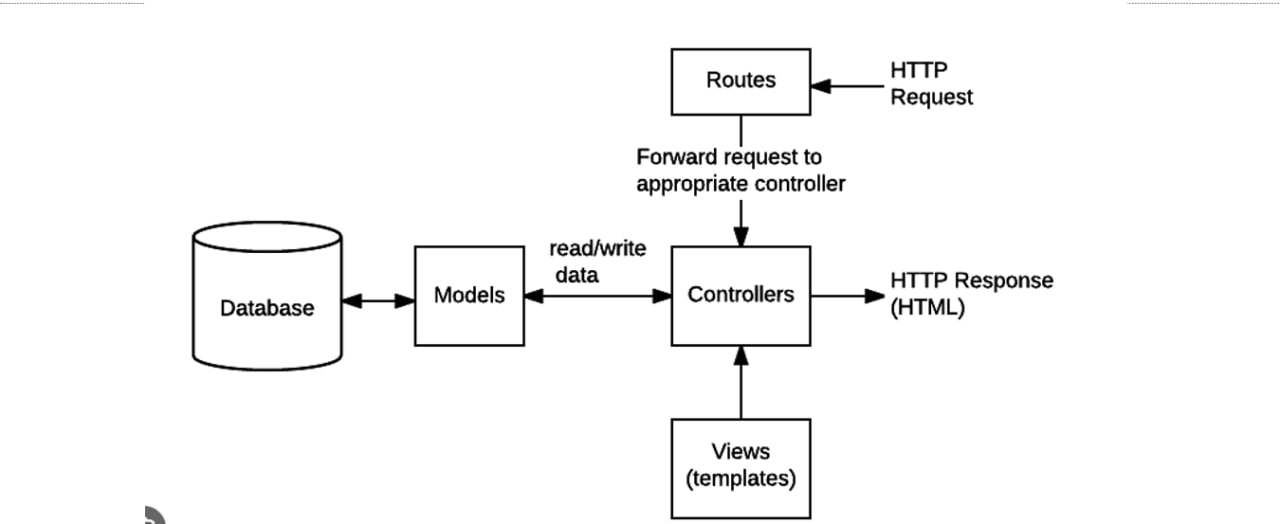 Routes
HTTP
Request
Forward request to
appropriate controller
Database
Models
read/write
data
Controllers
HTTP Response
(HTML)
Views
(templates)